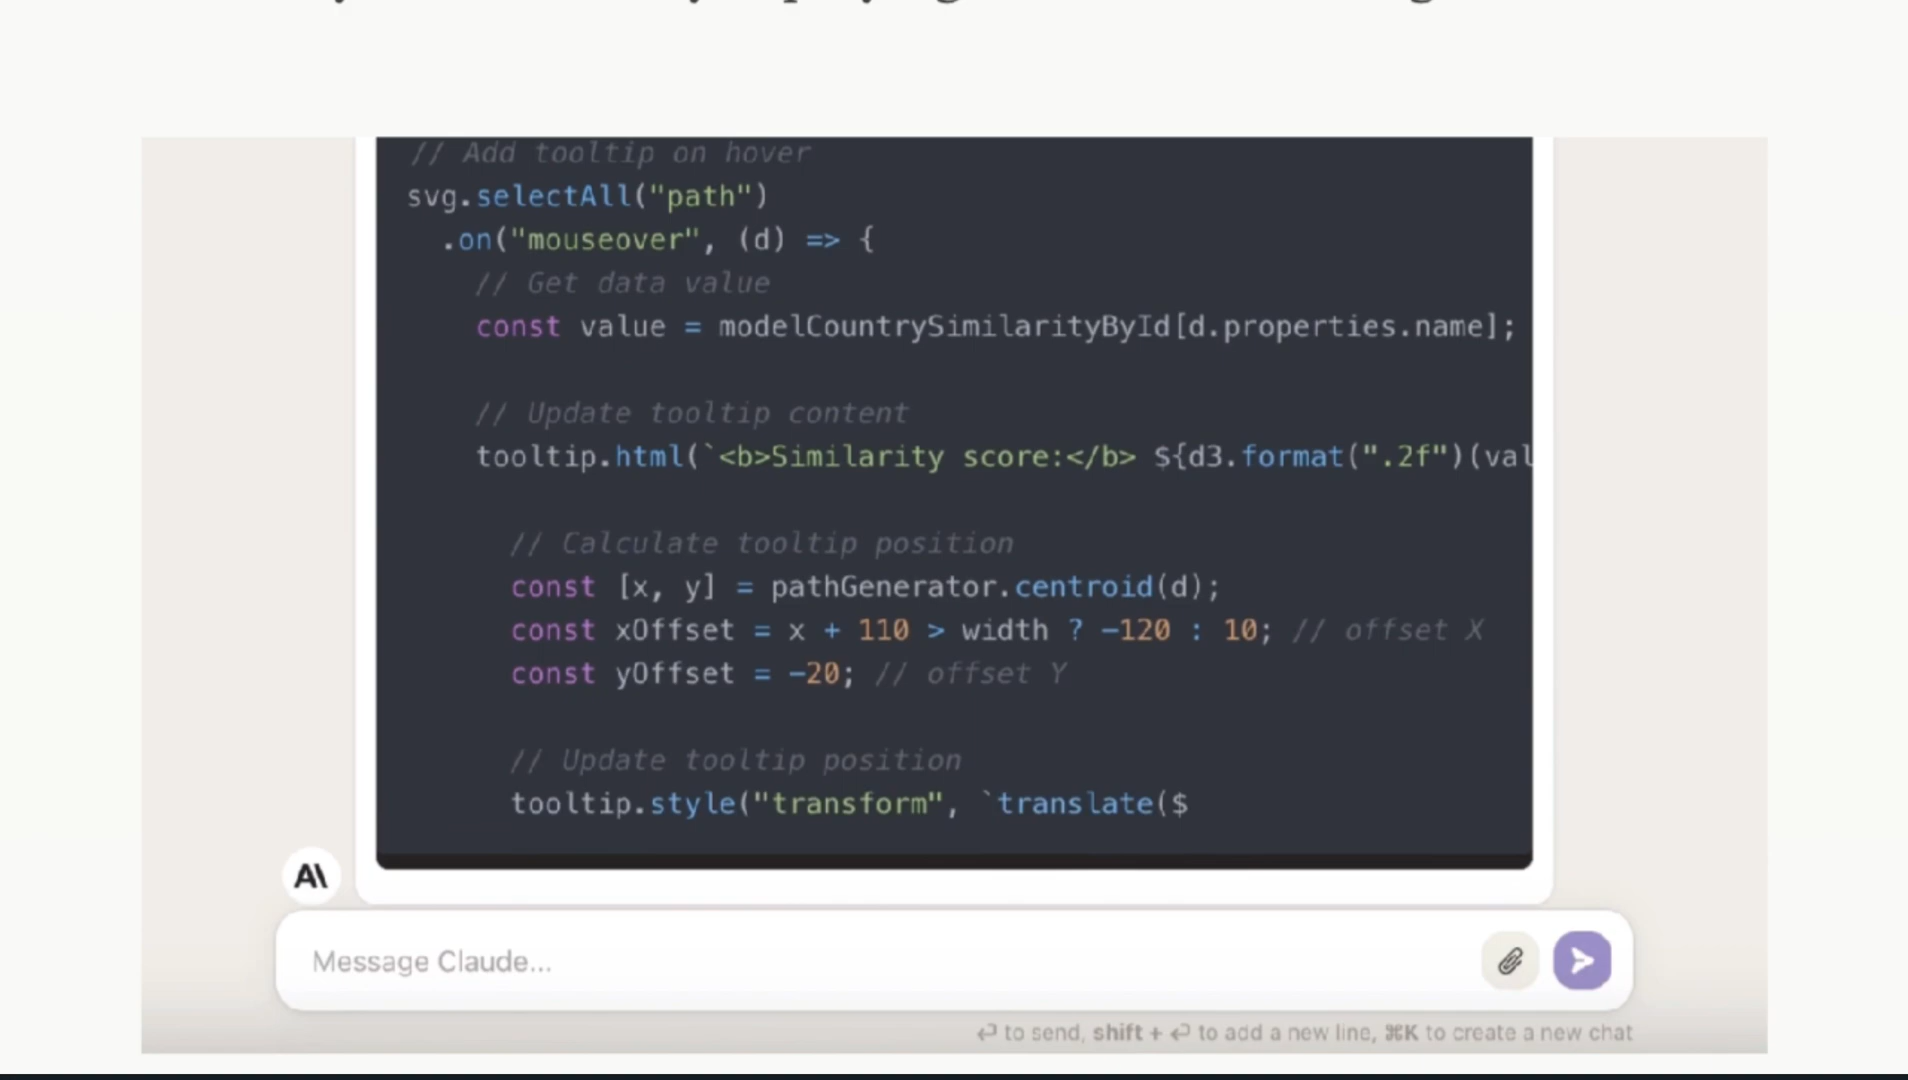 // Add tooltip on hover
svg.selectAll("path")
.on("mouseover", (d) => {
// Get data value
const value = modelCountrySimilarityById[d.properties.name];
// Update tooltip content
tooltip.html(`<b>Similarity score:</b> ${d3.format(".2f")(val
// Calculate tooltip position
const [x, y] = pathGenerator.centroid(d);
const xOffset = x + 110 > width ? −120 : 10; // offset X
const yOffset = −20; // offset Y
// Update tooltip position
tooltip.style("transform", `translate($
A\
Message Claude...
⏎ to send, shift + ⏎ to add a new line, ⌘K to create a new chat